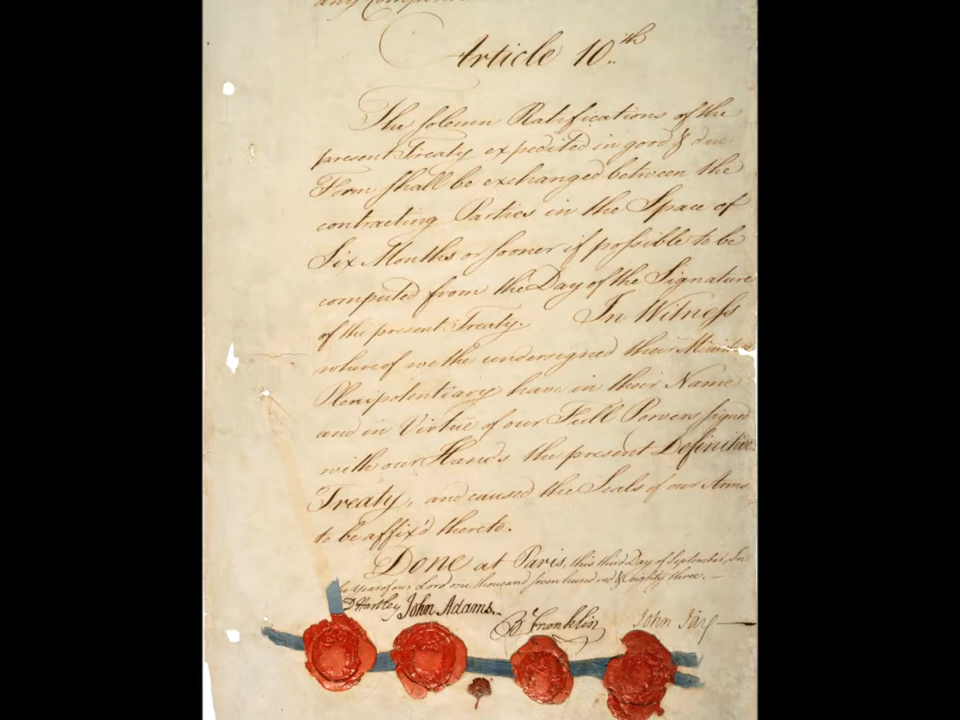 any
Article 10.th
The solemn Ratifications of the
present Treaty expedited in good & due
Form shall be exchanged between the
contracting Parties in the Space of
Six Months or sooner if possible to be
computed from the Day of the Signature
of the present Treaty. In Witness
whereof we the undersigned their Ministers
Plenipotentiary have in their Name
and in Virtue of our Full Powers signed
with our Hands the present Definitive
Treaty, and caused the Seals of our Arms
to be affix'd thereto.
Done at Paris, this third Day of September, In
the Year of our Lord one thousand seven hundred & eighty three. —
D Hartley John Adams. B Franklin John Jay —